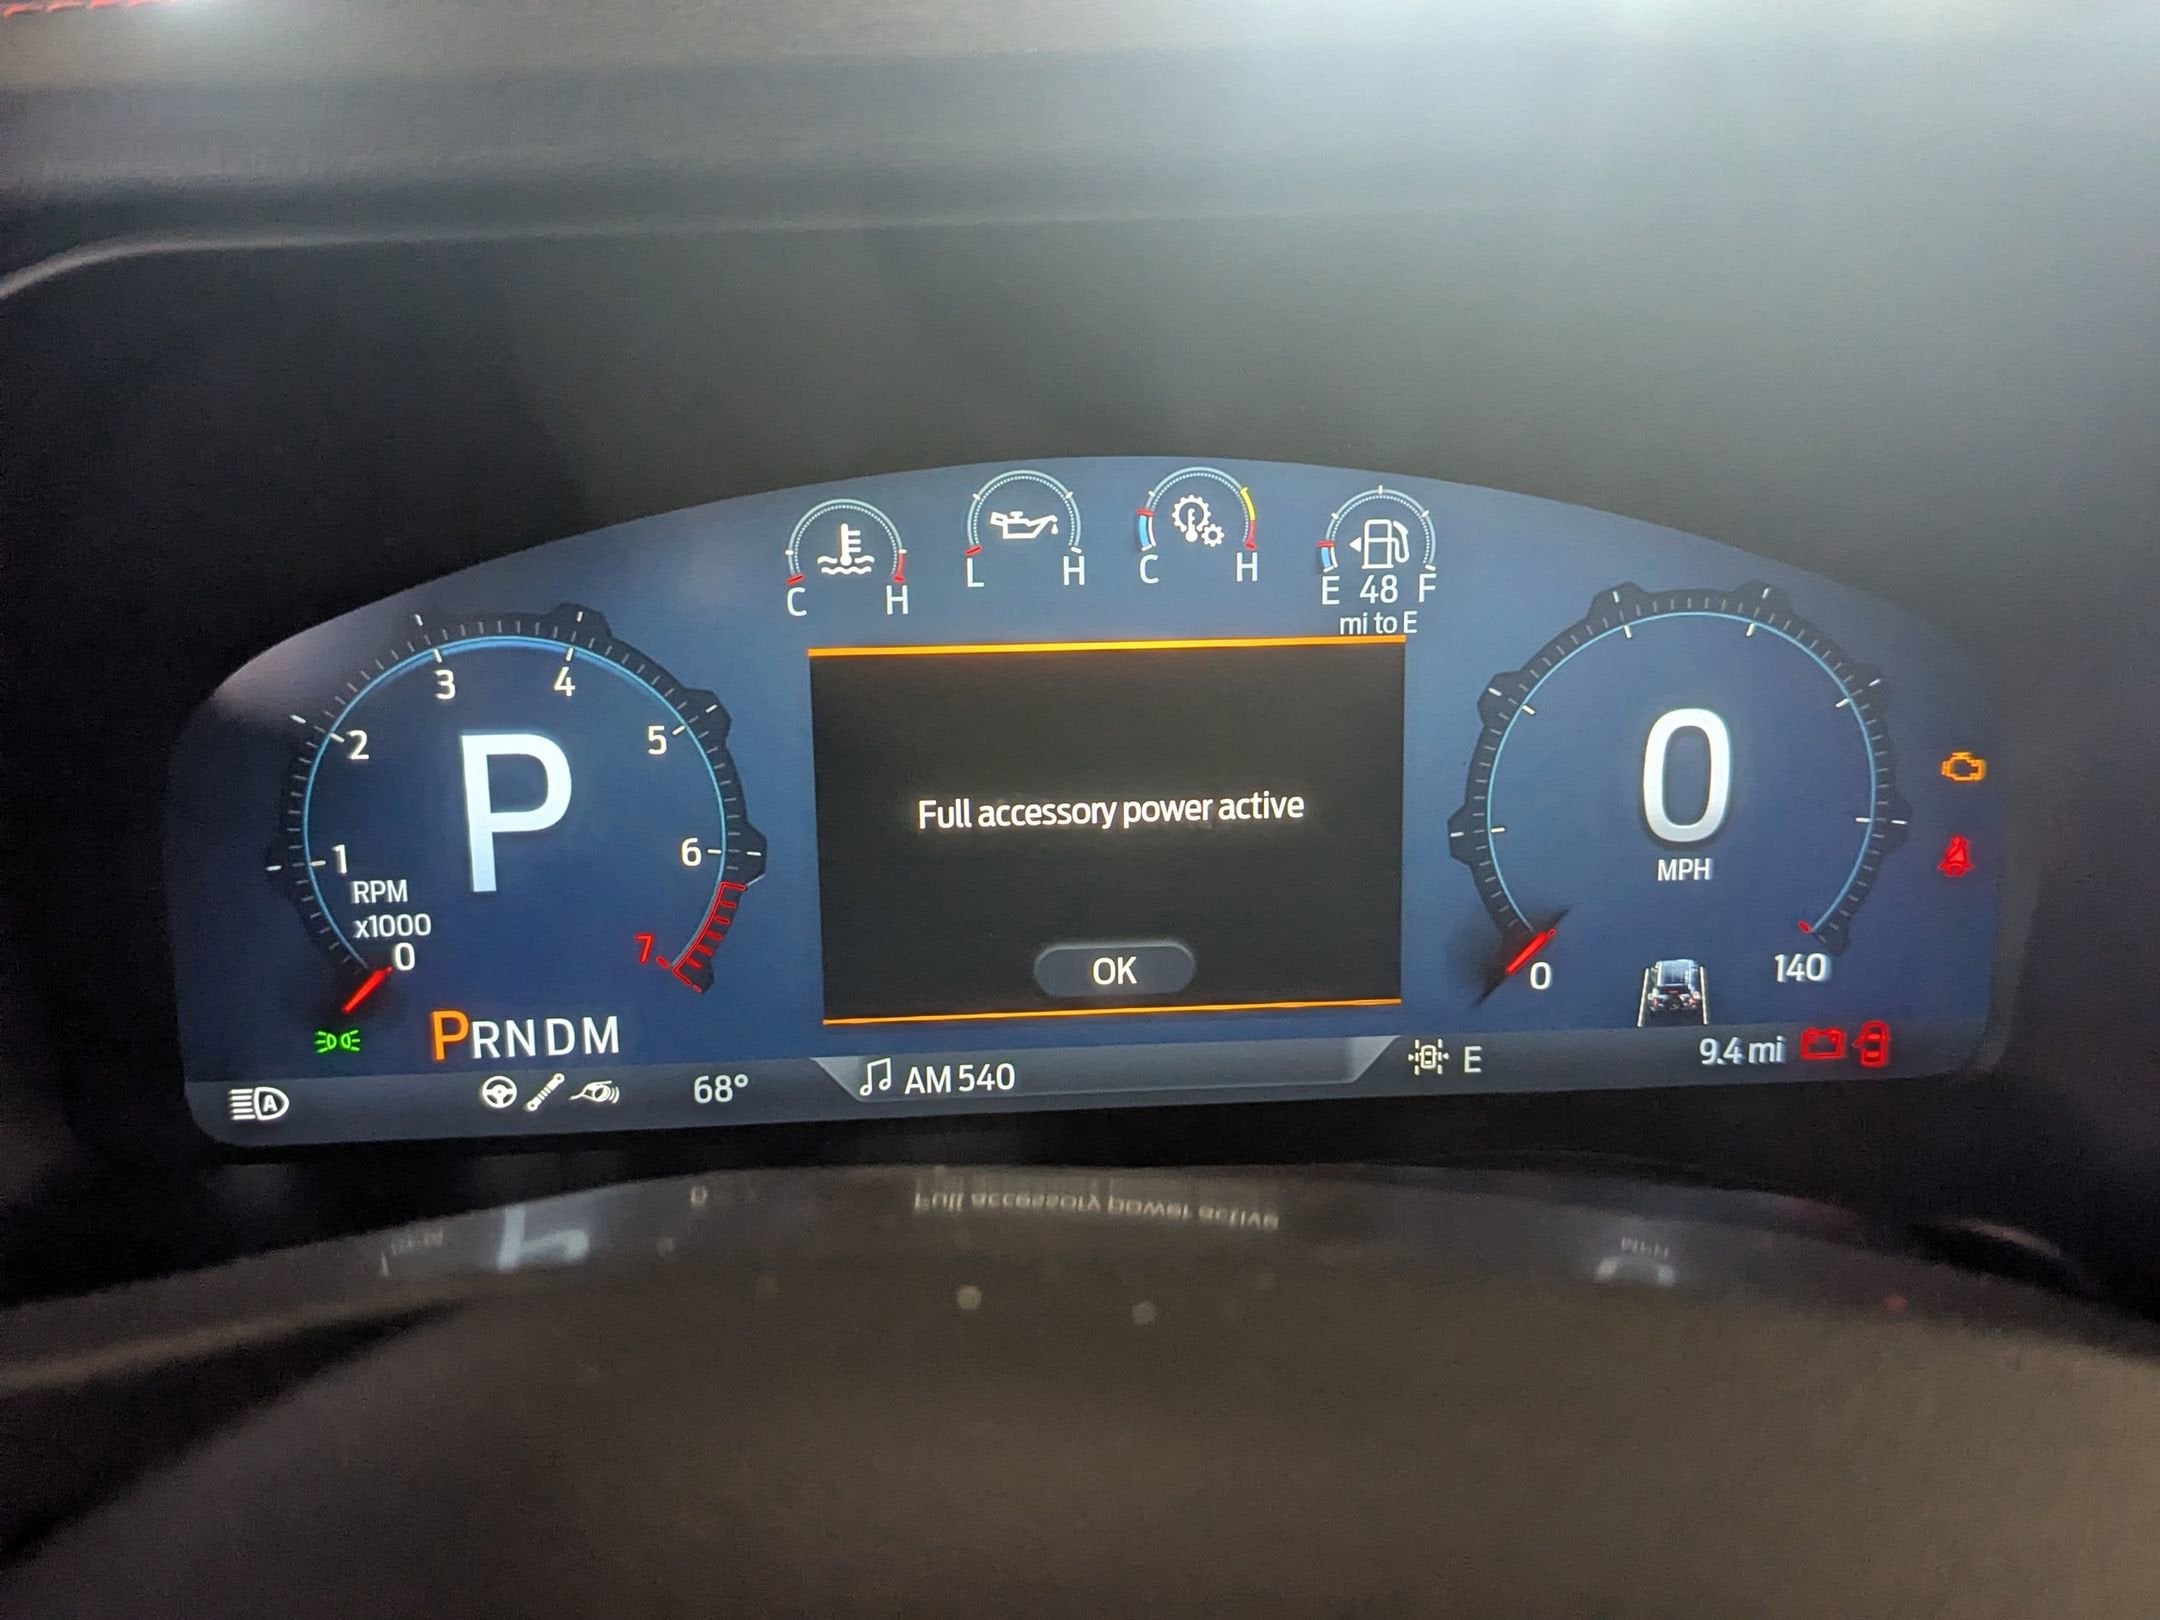 C H
L H
C H
E 48 F
mi to E
0 1 2 3 4 5 6 7
P
RPM
x1000
PRNDM
Full accessory power active
OK
0
MPH
0 140
A
68°
AM 540
E
9.4 mi